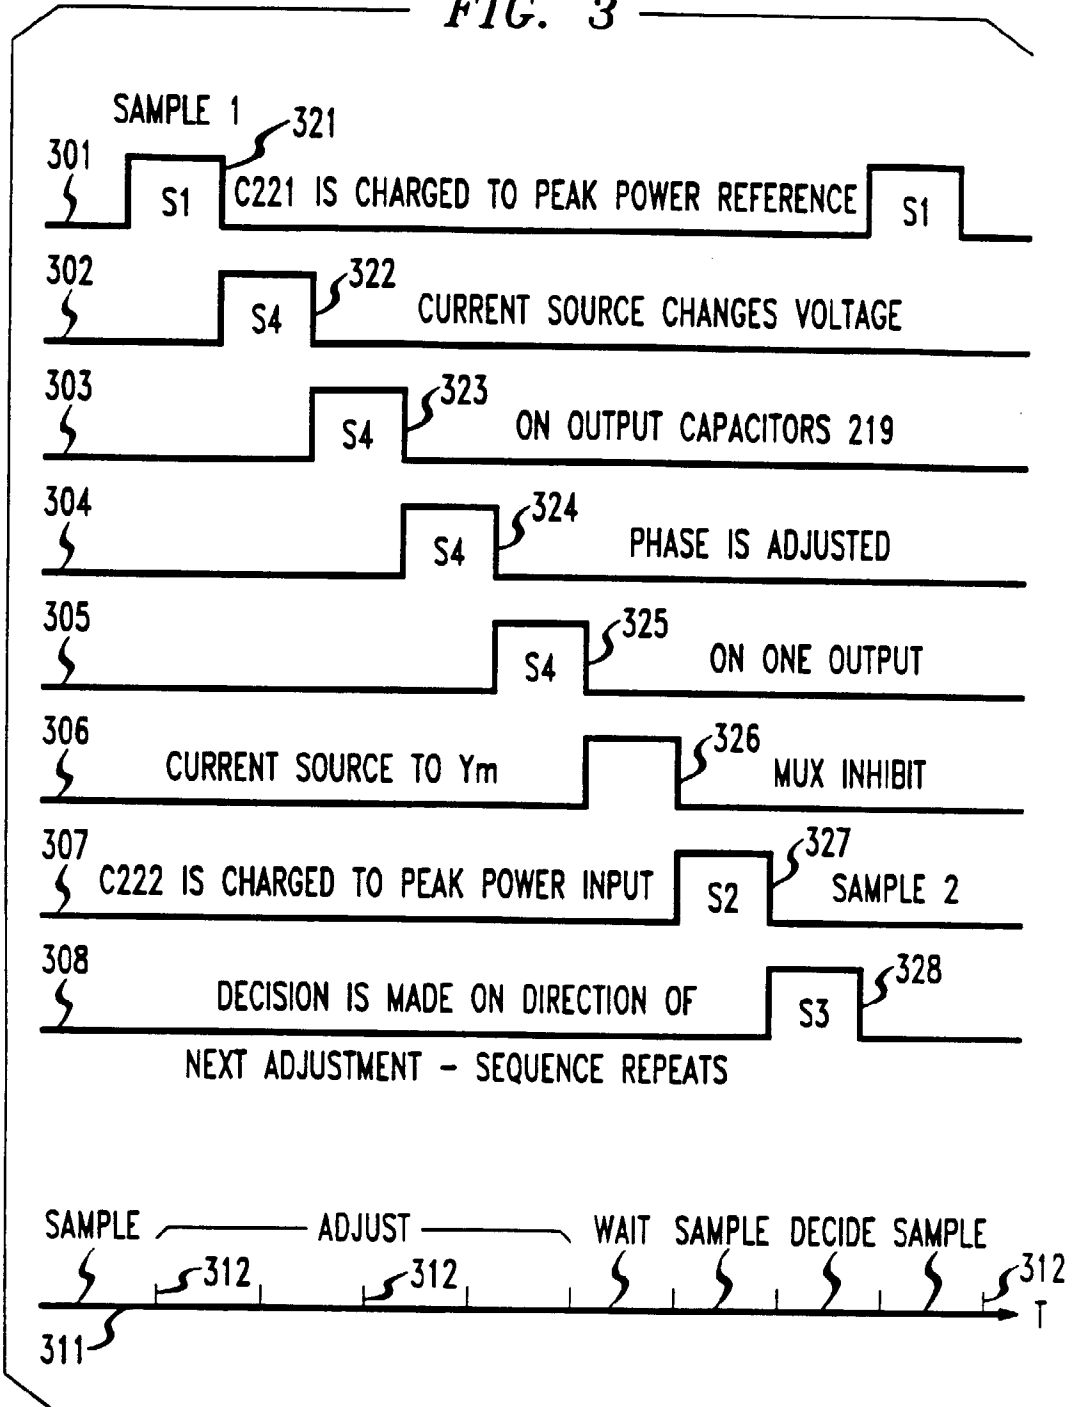 FIG. 3
SAMPLE 1
321
301
S1
C221 IS CHARGED TO PEAK POWER REFERENCE
S1
302
322
S4
CURRENT SOURCE CHANGES VOLTAGE
303
323
S4
ON OUTPUT CAPACITORS 219
304
324
S4
PHASE IS ADJUSTED
305
325
S4
ON ONE OUTPUT
306
326
CURRENT SOURCE TO Ym
MUX INHIBIT
307
327
C222 IS CHARGED TO PEAK POWER INPUT
S2
SAMPLE 2
308
328
DECISION IS MADE ON DIRECTION OF
S3
NEXT ADJUSTMENT – SEQUENCE REPEATS
SAMPLE ADJUST WAIT SAMPLE DECIDE SAMPLE
312
312
312
T
311